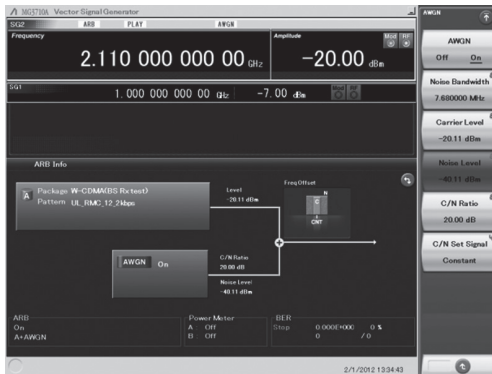 MG3710A Vector Signal Generator
SG2 ARB PLAY AWGN
Frequency
2.110 000 000 00 GHz
Amplitude
Mod RF
-20.00 dBm
SG1
1. 000 000 000 00 GHz -7. 00 dBm
ARB Info
A Package W-CDMA(BS Rx test)
Pattern UL_RMC_12_2kbps
Level
-20.11 dBm
Freq Offset
N
C
CNT
AWGN On
C/N Ratio
20.00 dB
Noise Level
-40.11 dBm
ARB
On
A+AWGN
Power Meter
A Off
B Off
BER
Stop 0.000E+000 0 %
0 / 0
2/1/2012 13:34:43
AWGN
AWGN
Off On
Noise Bandwidth
7.680000 MHz
Carrier Level
-20.11 dBm
Noise Level
-40.11 dBm
C/N Ratio
20.00 dB
C/N Set Signal
Constant